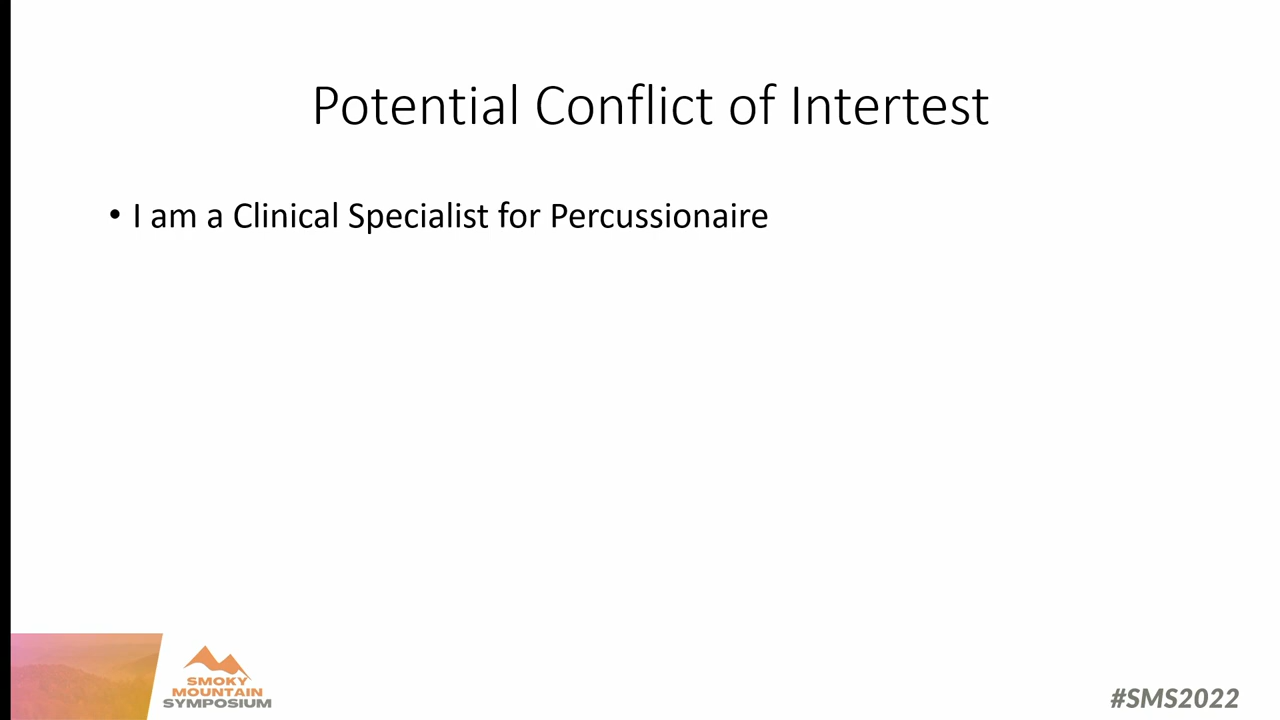 Potential Conflict of Intertest
• I am a Clinical Specialist for Percussionaire
SMOKY
MOUNTAIN
SYMPOSIUM
#SMS2022